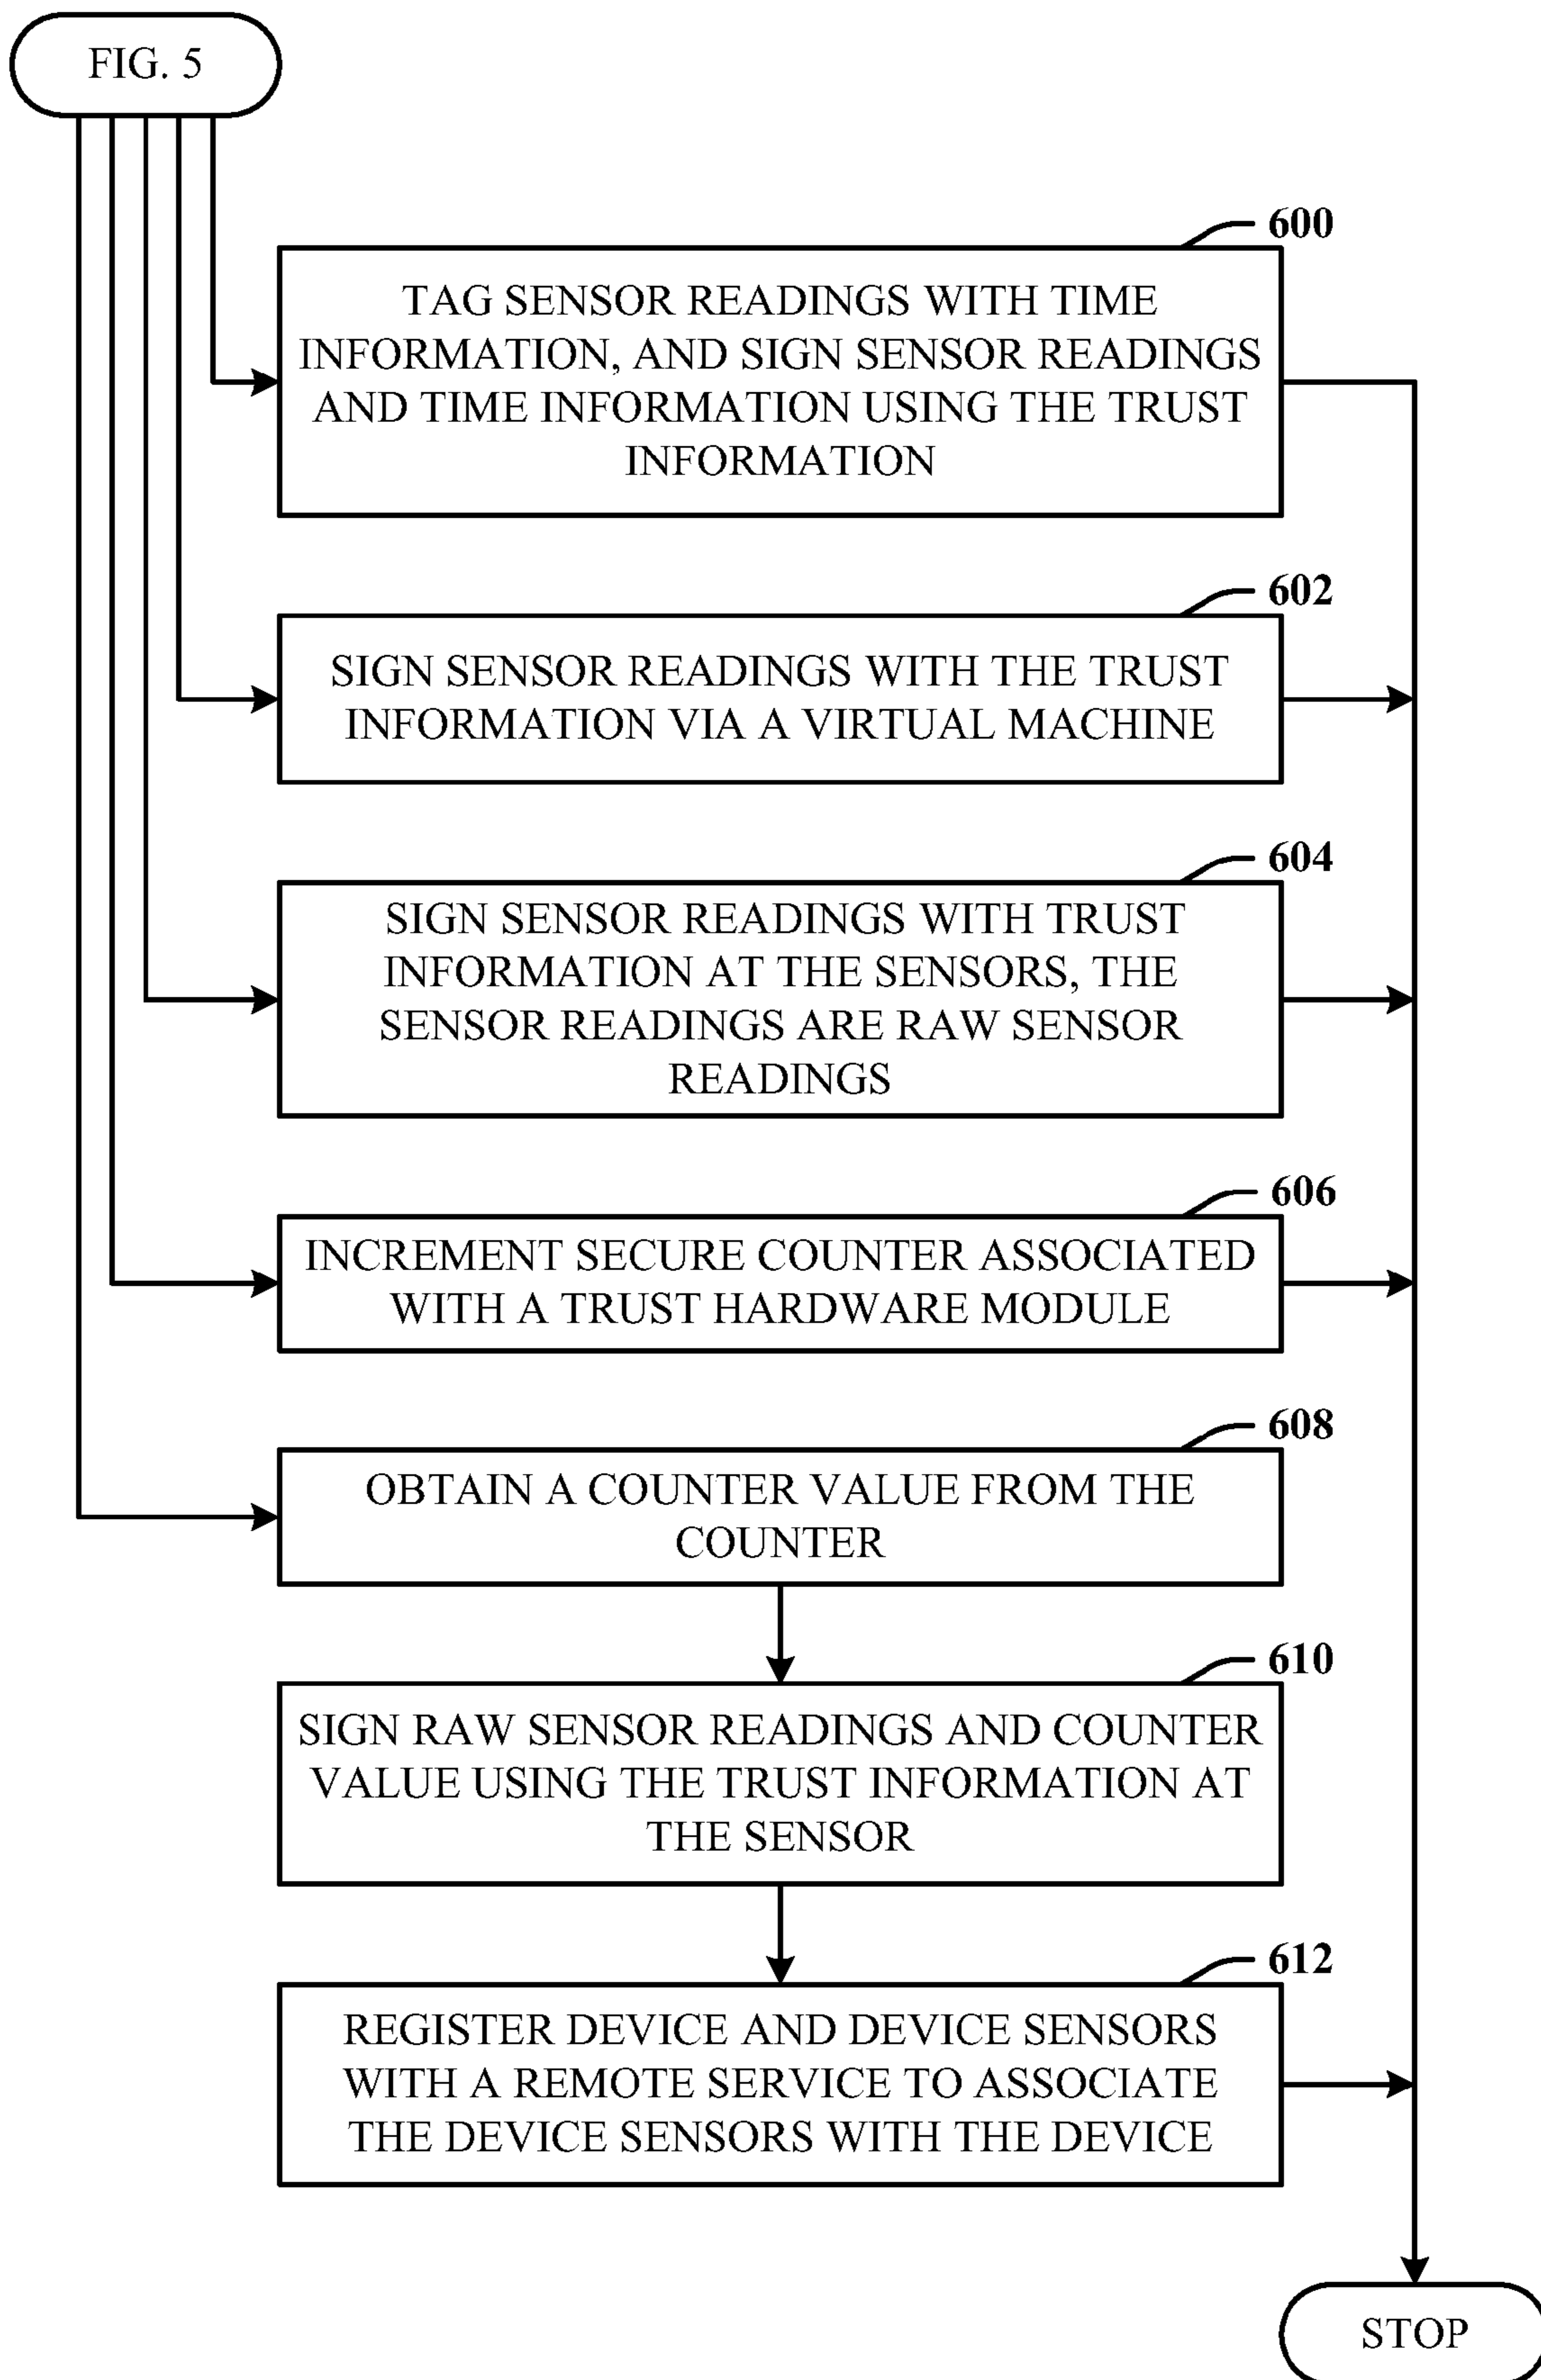 FIG. 5
600
TAG SENSOR READINGS WITH TIME
INFORMATION, AND SIGN SENSOR READINGS
AND TIME INFORMATION USING THE TRUST
INFORMATION
602
SIGN SENSOR READINGS WITH THE TRUST
INFORMATION VIA A VIRTUAL MACHINE
604
SIGN SENSOR READINGS WITH TRUST
INFORMATION AT THE SENSORS, THE
SENSOR READINGS ARE RAW SENSOR
READINGS
606
INCREMENT SECURE COUNTER ASSOCIATED
WITH A TRUST HARDWARE MODULE
608
OBTAIN A COUNTER VALUE FROM THE
COUNTER
610
SIGN RAW SENSOR READINGS AND COUNTER
VALUE USING THE TRUST INFORMATION AT
THE SENSOR
612
REGISTER DEVICE AND DEVICE SENSORS
WITH A REMOTE SERVICE TO ASSOCIATE
THE DEVICE SENSORS WITH THE DEVICE
STOP